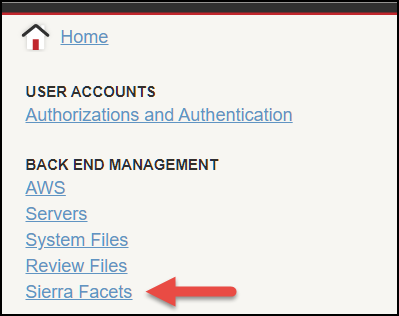 Home
USER ACCOUNTS
Authorizations and Authentication
BACK END MANAGEMENT
AWS
Servers
System Files
Review Files
Sierra Facets